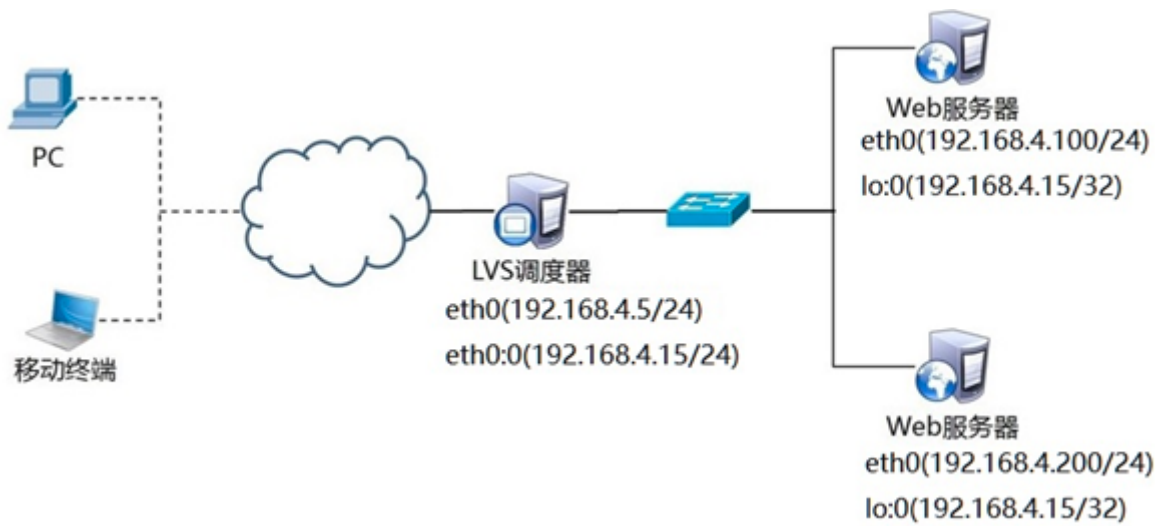 PC
移动终端
LVS调度器
eth0(192.168.4.5/24)
eth0:0(192.168.4.15/24)
Web服务器
eth0(192.168.4.100/24)
lo:0(192.168.4.15/32)
Web服务器
eth0(192.168.4.200/24)
lo:0(192.168.4.15/32)